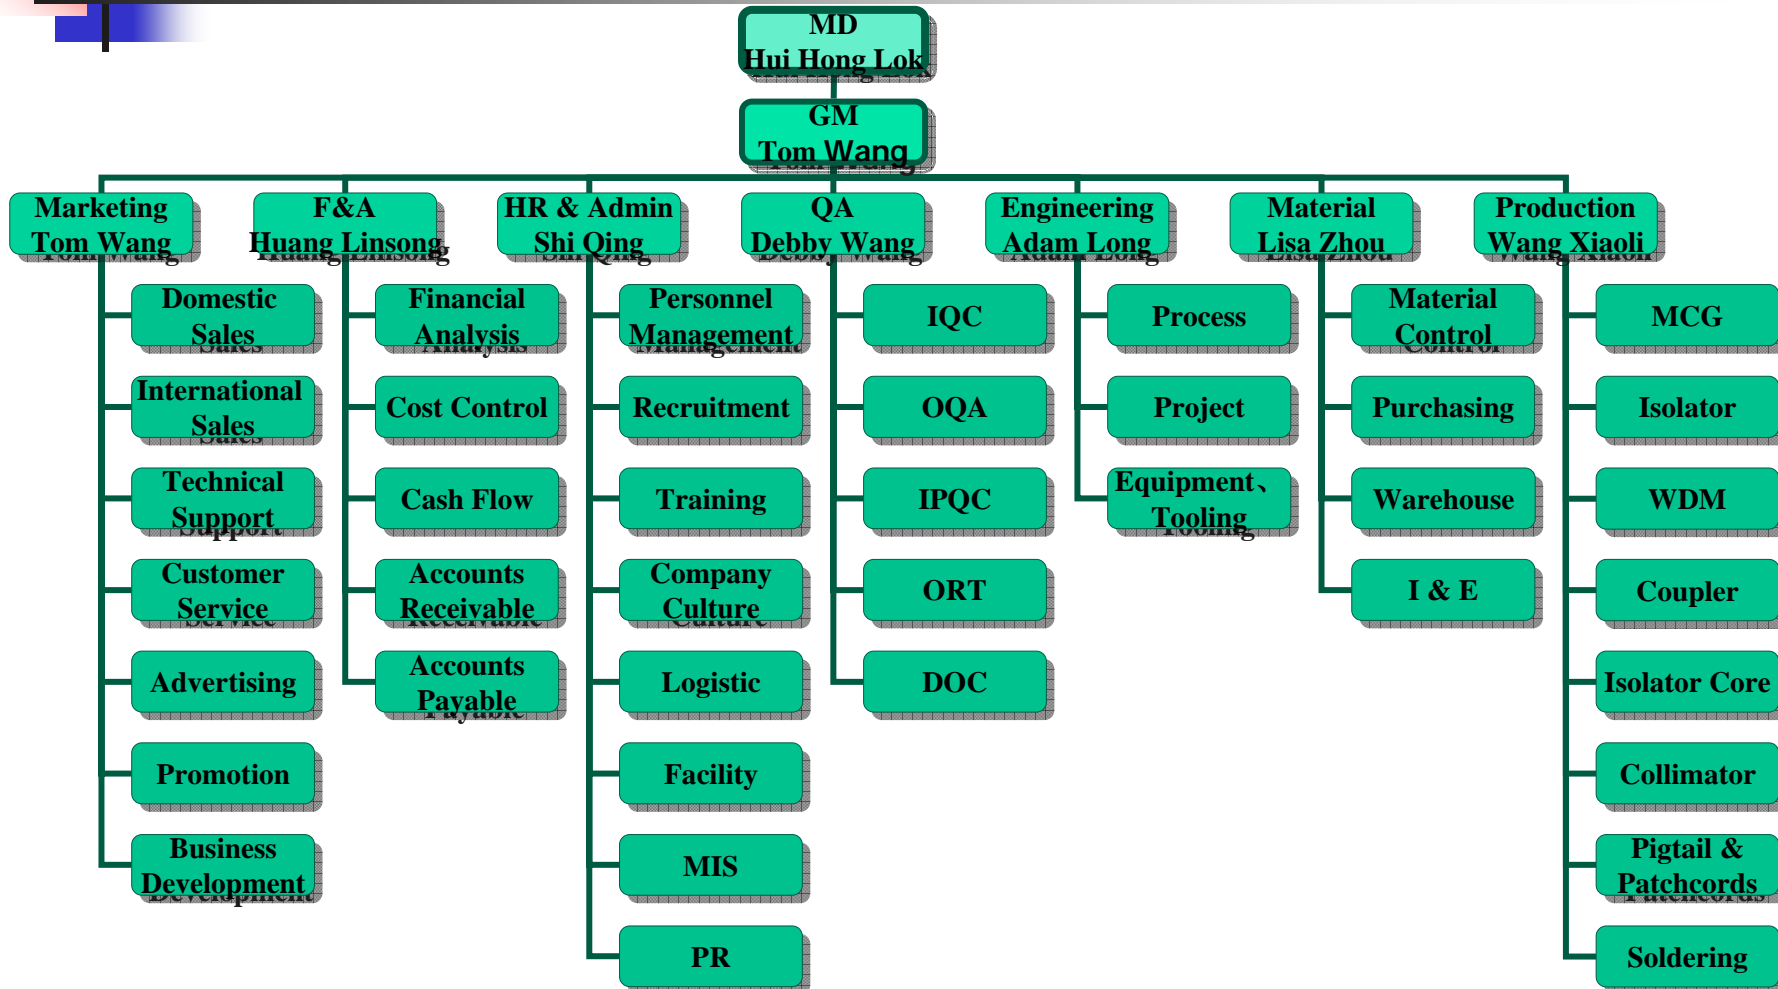 MD
Hui Hong Lok
GM
Tom Wang
Marketing
Tom Wang
F&A
Huang Linsong
HR & Admin
Shi Qing
QA
Debby Wang
Engineering
Adam Long
Material
Lisa Zhou
Production
Wang Xiaoli
Domestic
Sales
International
Sales
Technical
Support
Customer
Service
Advertising
Promotion
Business
Development
Financial
Analysis
Cost Control
Cash Flow
Accounts
Receivable
Accounts
Payable
Personnel
Management
Recruitment
Training
Company
Culture
Logistic
Facility
MIS
PR
IQC
OQA
IPQC
ORT
DOC
Process
Project
Equipment、
Tooling
Material
Control
Purchasing
Warehouse
I & E
MCG
Isolator
WDM
Coupler
Isolator Core
Collimator
Pigtail &
Patchcords
Soldering